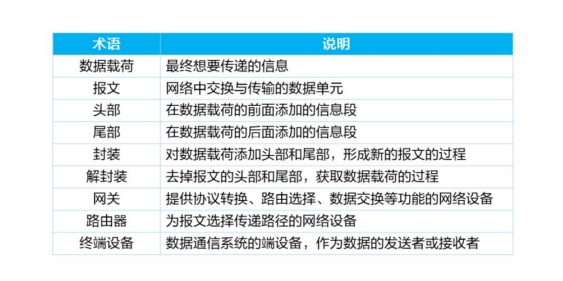 术语 说明
数据载荷 最终想要传递的信息
报文 网络中交换与传输的数据单元
头部 在数据载荷的前面添加的信息段
尾部 在数据载荷的后面添加的信息段
封装 对数据载荷添加头部和尾部，形成新的报文的过程
解封装 去掉报文的头部和尾部，获取数据载荷的过程
网关 提供协议转换、路由选择、数据交换等功能的网络设备
路由器 为报文选择传递路径的网络设备
终端设备 数据通信系统的端设备，作为数据的发送者或接收者